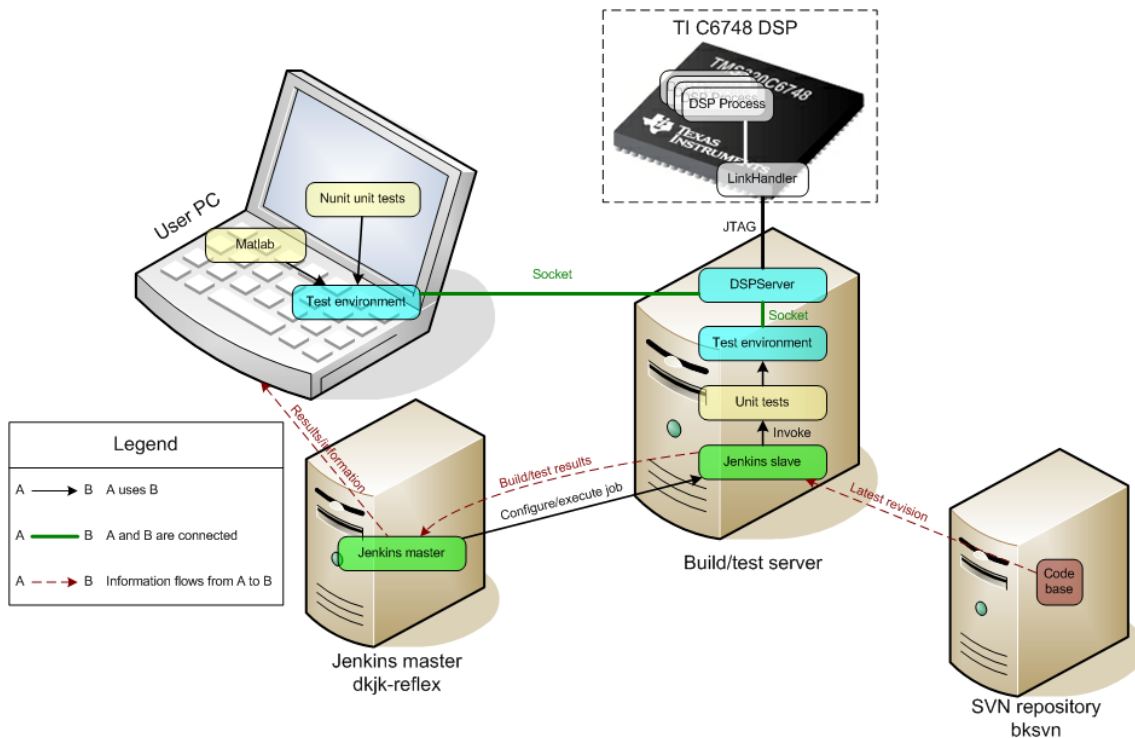 TI C6748 DSP
TMS320C6748
DSP Process
DSP Process
TEXAS
INSTRUMENTS
LinkHandler
JTAG
User PC
Nunit unit tests
Matlab
Test environment
Socket
DSPServer
Socket
Test environment
Unit tests
Invoke
Jenkins slave
Build/test server
Results/information
Build/test results
Configure/execute job
Latest revision
Jenkins master
Jenkins master
dkjk-reflex
Code
base
SVN repository
bksvn
Legend
A B A uses B
A B A and B are connected
A B Information flows from A to B